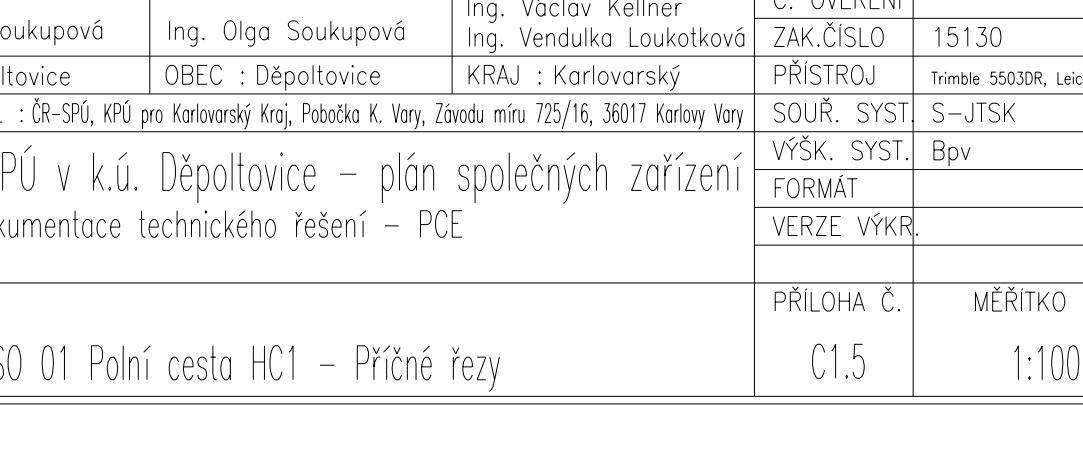 Ing. Václav Kellner
Č. OVĚŘENÍ
oukupová Ing. Olga Soukupová Ing. Vendulka Loukotková ZAK.ČÍSLO 15130
ltovice OBEC : Děpoltovice KRAJ : Karlovarský PŘÍSTROJ Trimble 5503DR, Leic
: ČR-SPÚ, KPÚ pro Karlovarský Kraj, Pobočka K. Vary, Závodu míru 725/16, 36017 Karlovy Vary SOUŘ. SYST. S-JTSK
VÝŠK. SYST. Bpv
PÚ v k.ú. Děpoltovice – plán společných zařízení
FORMÁT
kumentace technického řešení – PCE VERZE VÝKR.
PŘÍLOHA Č. MĚŘÍTKO
SO 01 Polní cesta HC1 – Příčné řezy C1.5 1:100